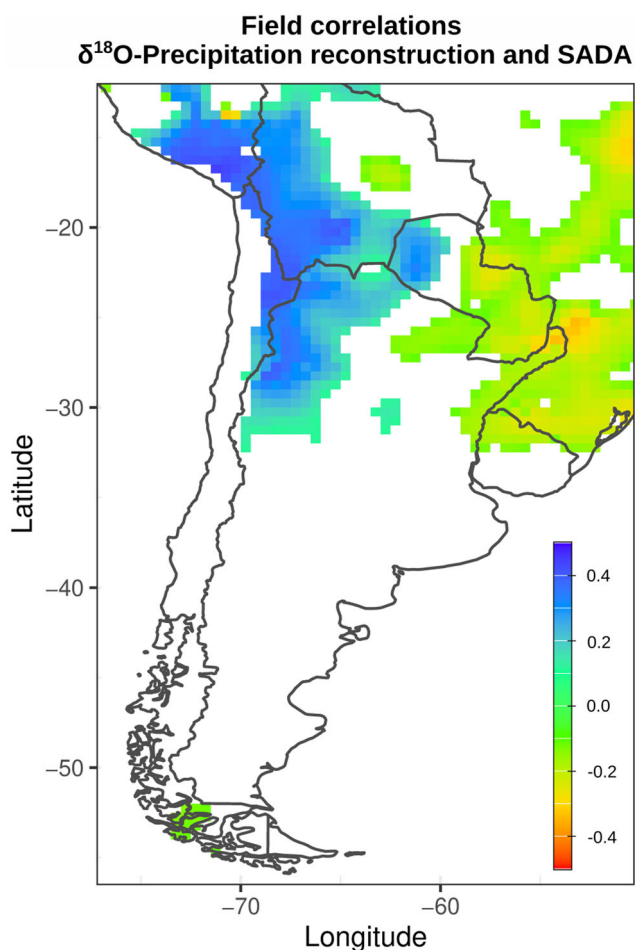 Field correlations
δ¹⁸O-Precipitation reconstruction and SADA
−20
−30
−40
−50
Latitude
0.4
0.2
0.0
-0.2
-0.4
−70
−60
Longitude